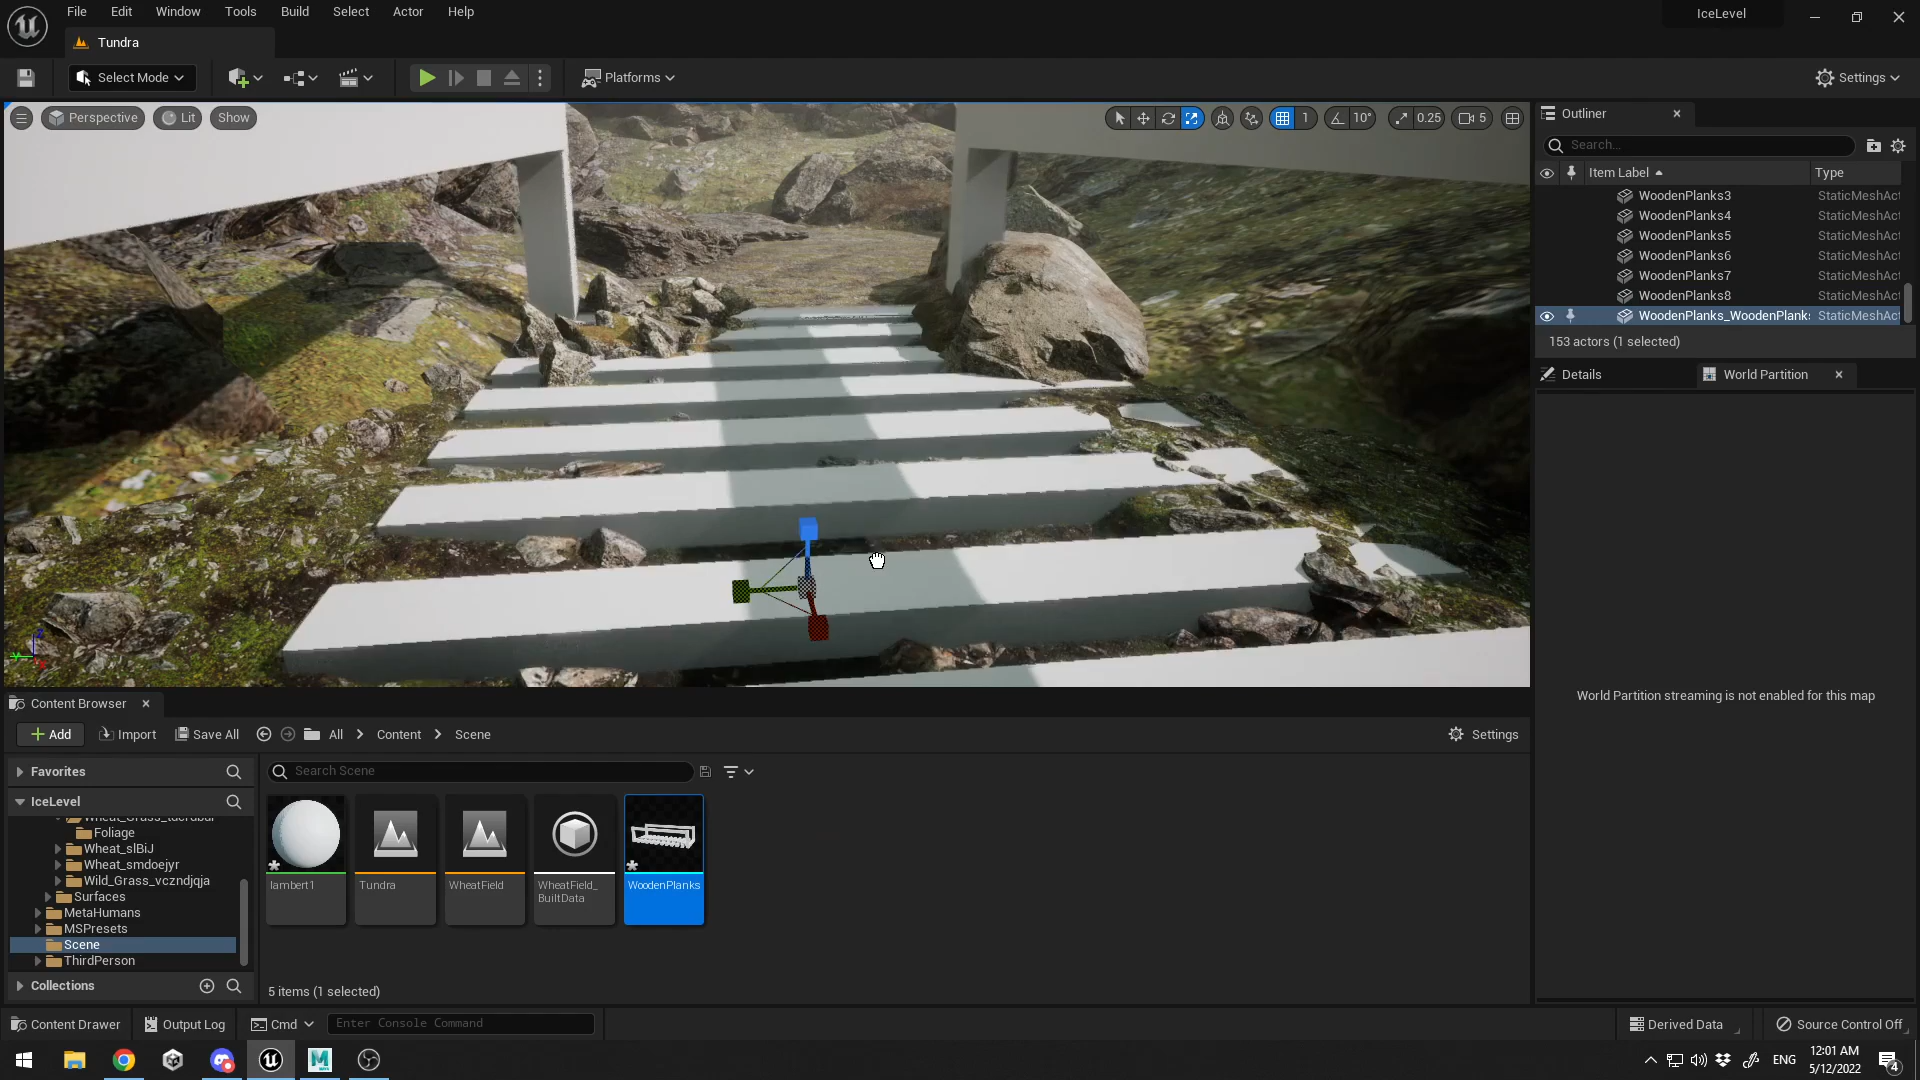 File Edit Window Tools Build Select Actor Help
IceLevel
Tundra
Select Mode
Platforms
Settings
Perspective
Lit
Show
1
10°
0.25
5
Outliner
Search...
Item Label
Type
WoodenPlanks3 StaticMeshAct
WoodenPlanks4 StaticMeshAct
WoodenPlanks5 StaticMeshAct
WoodenPlanks6 StaticMeshAct
WoodenPlanks7 StaticMeshAct
WoodenPlanks8 StaticMeshAct
WoodenPlanks_WoodenPlanks StaticMeshAct
153 actors (1 selected)
Details
World Partition
World Partition streaming is not enabled for this map
Content Browser
Add
Import
Save All
All
Content
Scene
Settings
Favorites
IceLevel
Foliage
Wheat_slBiJ
Wheat_smdoejyr
Wild_Grass_vczndjqja
Surfaces
MetaHumans
MSPresets
Scene
ThirdPerson
Collections
Search Scene
lambert1
Tundra
WheatField
WheatField_
BuiltData
WoodenPlanks
5 items (1 selected)
Content Drawer
Output Log
Cmd
Enter Console Command
Derived Data
Source Control Off
ENG
12:01 AM
5/12/2022
4